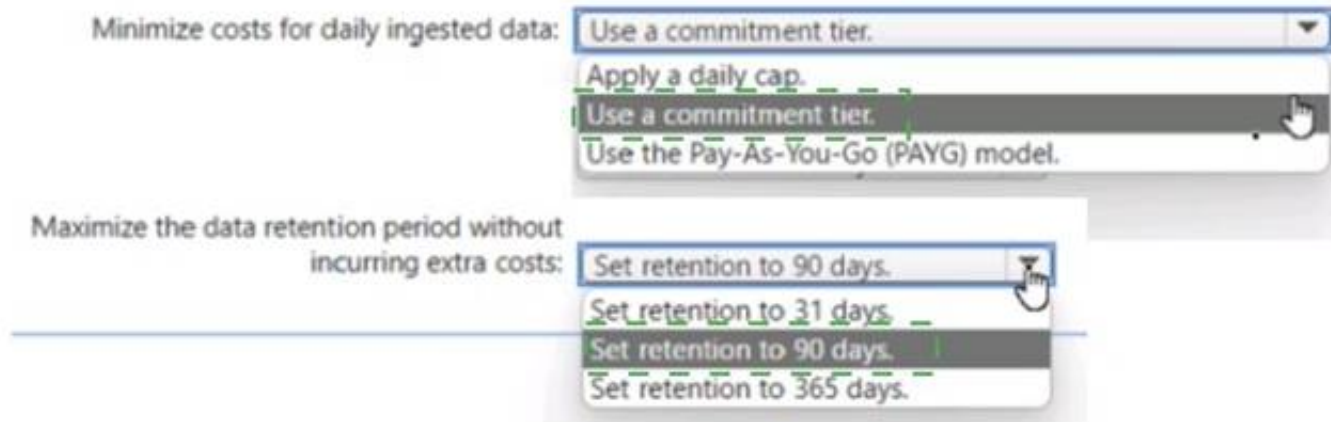 Minimize costs for daily ingested data: Use a commitment tier.
Apply a daily cap.
Use a commitment tier.
Use the Pay-As-You-Go (PAYG) model.
Maximize the data retention period without
incurring extra costs: Set retention to 90 days.
Set retention to 31 days.
Set retention to 90 days.
Set retention to 365 days.